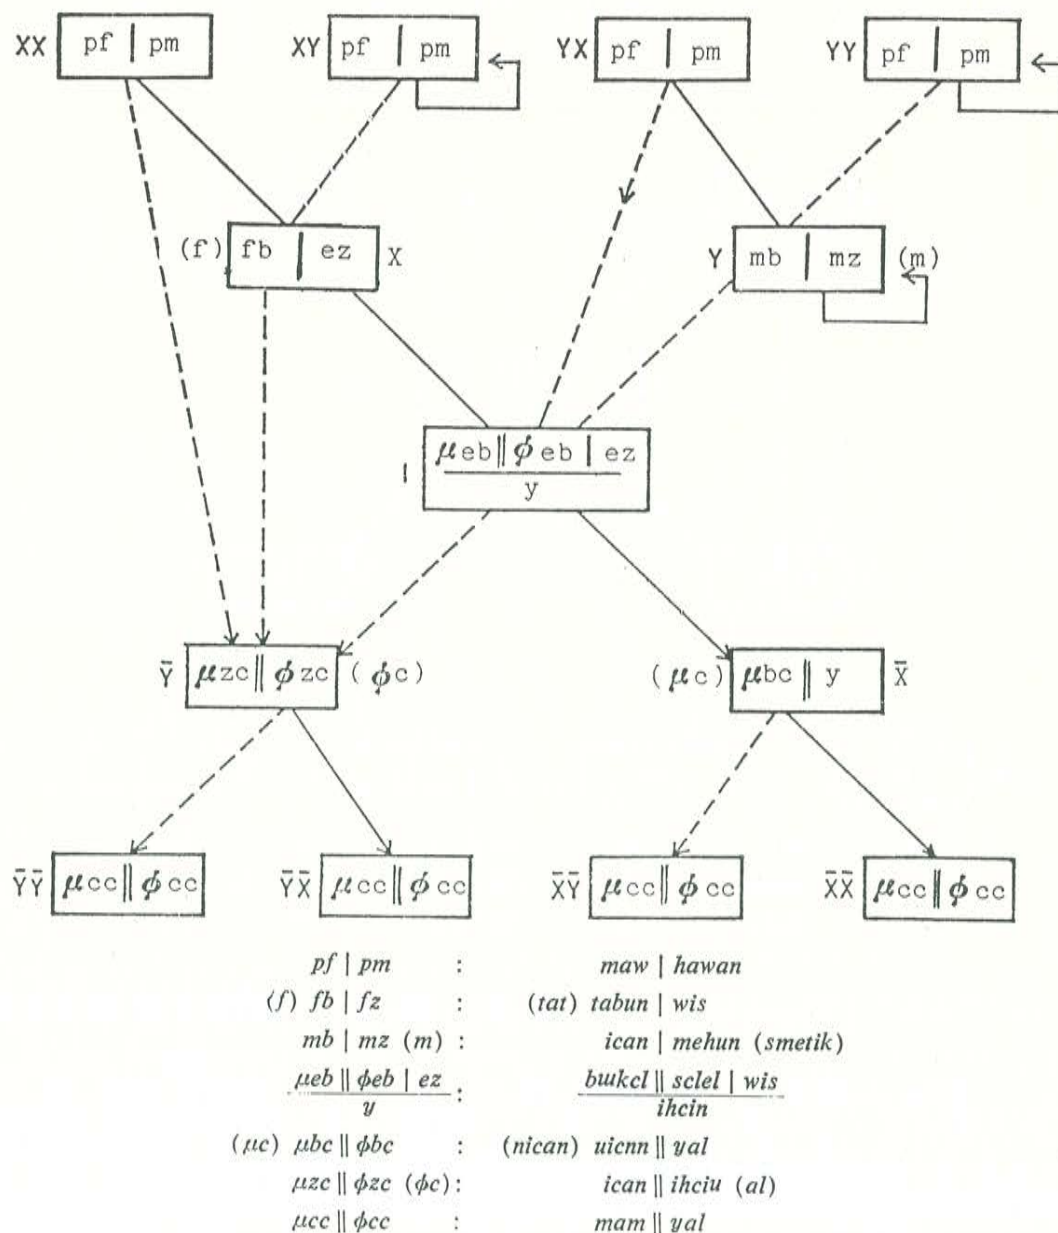 XX pf | pm XY pf | pm YX pf | pm YY pf | pm
(f) fb | ez X Y mb | mz (m)
I μeb || ϕeb | ez
y
Ȳ μzc || ϕzc (ϕc) (μc) μbc || y X̄
ȲȲ μcc || ϕcc ȲX̄ μcc || ϕcc X̄Ȳ μcc || ϕcc X̄X̄ μcc || ϕcc
pf | pm : maw | hawan
(f) fb | fz : (tat) tabun | wis
mb | mz (m) : ican | mehun (smetik)
μeb || ϕeb | ez : bwkcl || sclel | wis
y ihcin
(μc) μbc || ϕbc : (nican) uicnn || yal
μzc || ϕzc (ϕc) : ican || ihciu (al)
μcc || ϕcc : mam || yal